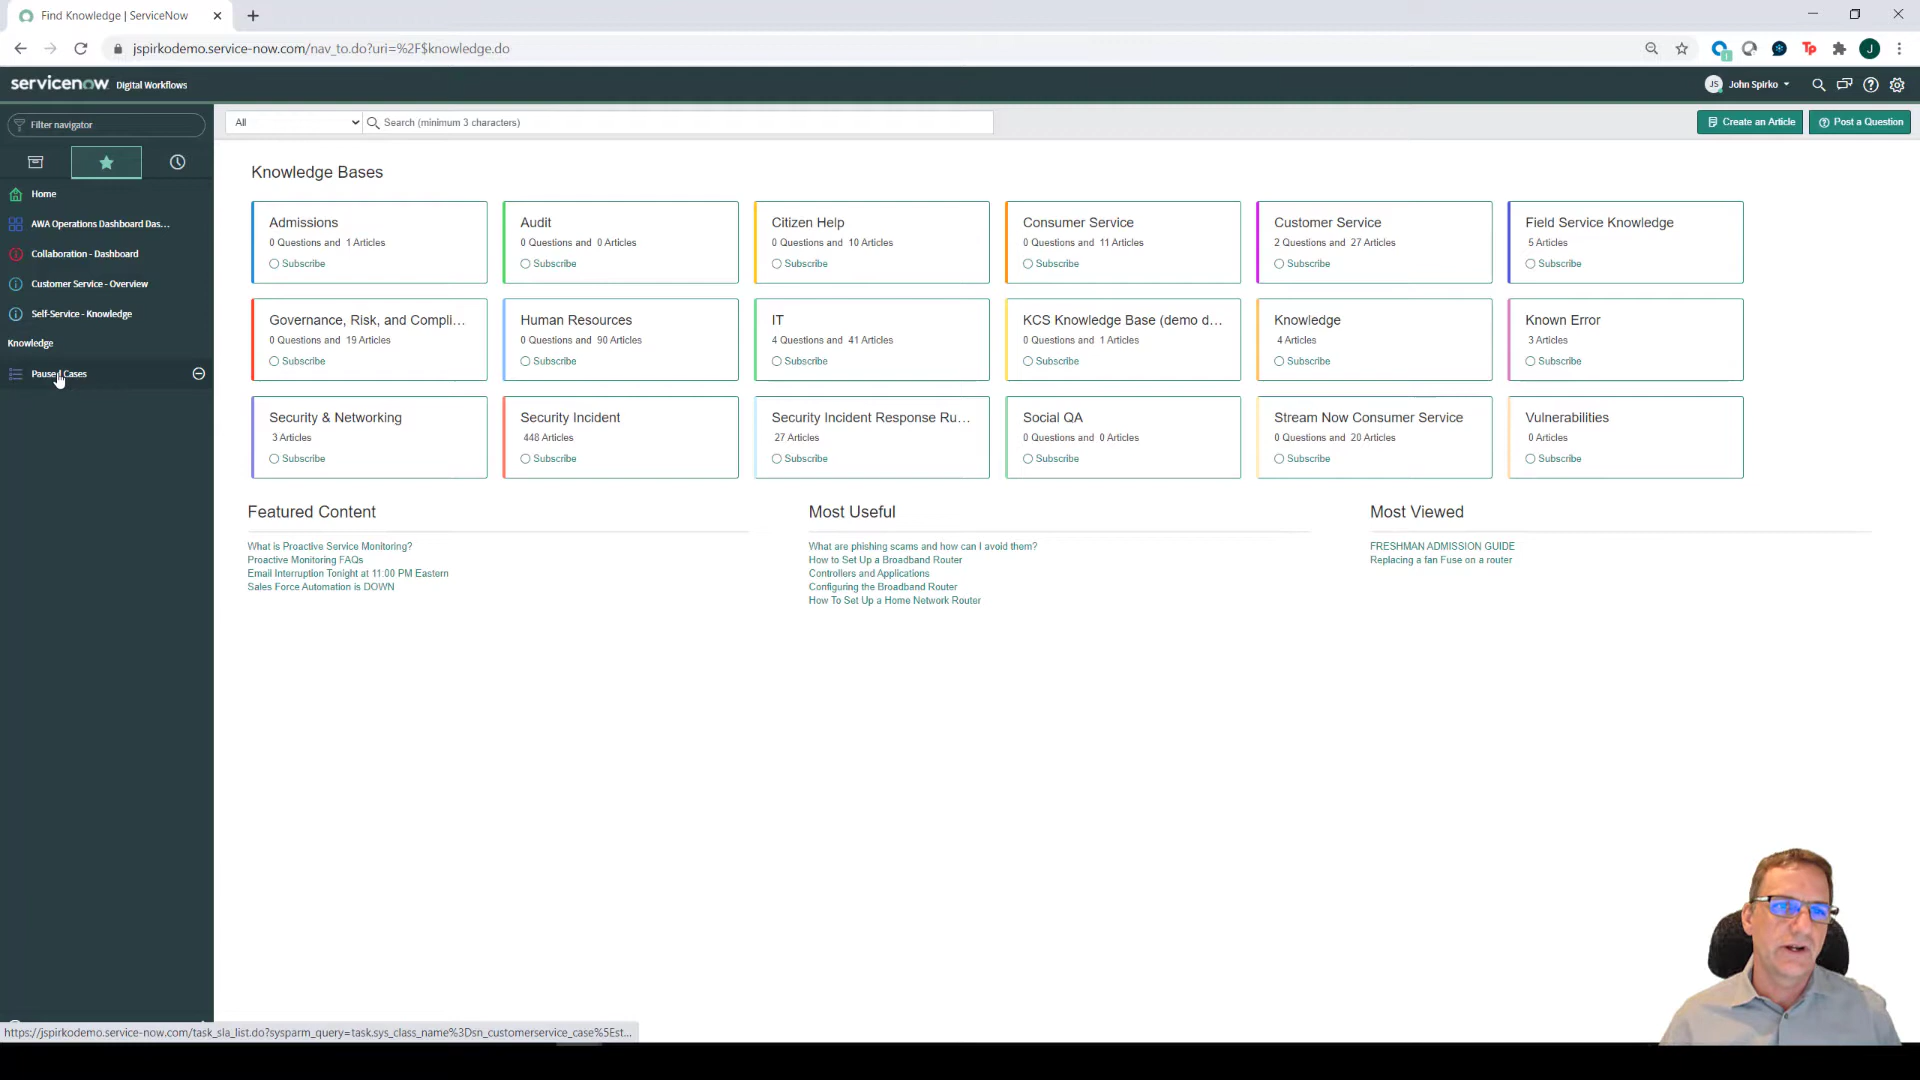 Find Knowledge | ServiceNow
jspirkodemo.service-now.com/nav_to.do?uri=%2F$knowledge.do
Tp
J
servicenow Digital Workflows
JS John Spirko
Filter navigator
All
Search (minimum 3 characters)
Create an Article
Post a Question
Home
AWA Operations Dashboard Das...
Collaboration - Dashboard
Customer Service - Overview
Self-Service - Knowledge
Knowledge
Knowledge Bases
Admissions
0 Questions and 1 Articles
Subscribe
Audit
0 Questions and 0 Articles
Subscribe
Citizen Help
0 Questions and 10 Articles
Subscribe
Consumer Service
0 Questions and 11 Articles
Subscribe
Customer Service
2 Questions and 27 Articles
Subscribe
Field Service Knowledge
5 Articles
Subscribe
Governance, Risk, and Compli...
0 Questions and 19 Articles
Subscribe
Human Resources
0 Questions and 90 Articles
Subscribe
IT
4 Questions and 41 Articles
Subscribe
KCS Knowledge Base (demo d...
0 Questions and 1 Articles
Subscribe
Knowledge
4 Articles
Subscribe
Known Error
3 Articles
Subscribe
Security & Networking
3 Articles
Subscribe
Security Incident
448 Articles
Subscribe
Security Incident Response Ru...
27 Articles
Subscribe
Social QA
0 Questions and 0 Articles
Subscribe
Stream Now Consumer Service
0 Questions and 20 Articles
Subscribe
Vulnerabilities
0 Articles
Subscribe
Paused Cases
Featured Content
What is Proactive Service Monitoring?
Proactive Monitoring FAQs
Email Interruption Tonight at 11:00 PM Eastern
Sales Force Automation is DOWN
Most Useful
What are phishing scams and how can I avoid them?
How to Set Up a Broadband Router
Controllers and Applications
Configuring the Broadband Router
How To Set Up a Home Network Router
Most Viewed
FRESHMAN ADMISSION GUIDE
Replacing a fan Fuse on a router
https://jspirkodemo.service-now.com/task_sla_list.do?sysparm_query=task.sys_class_name%3Dsn_customerservice_case%5Est...